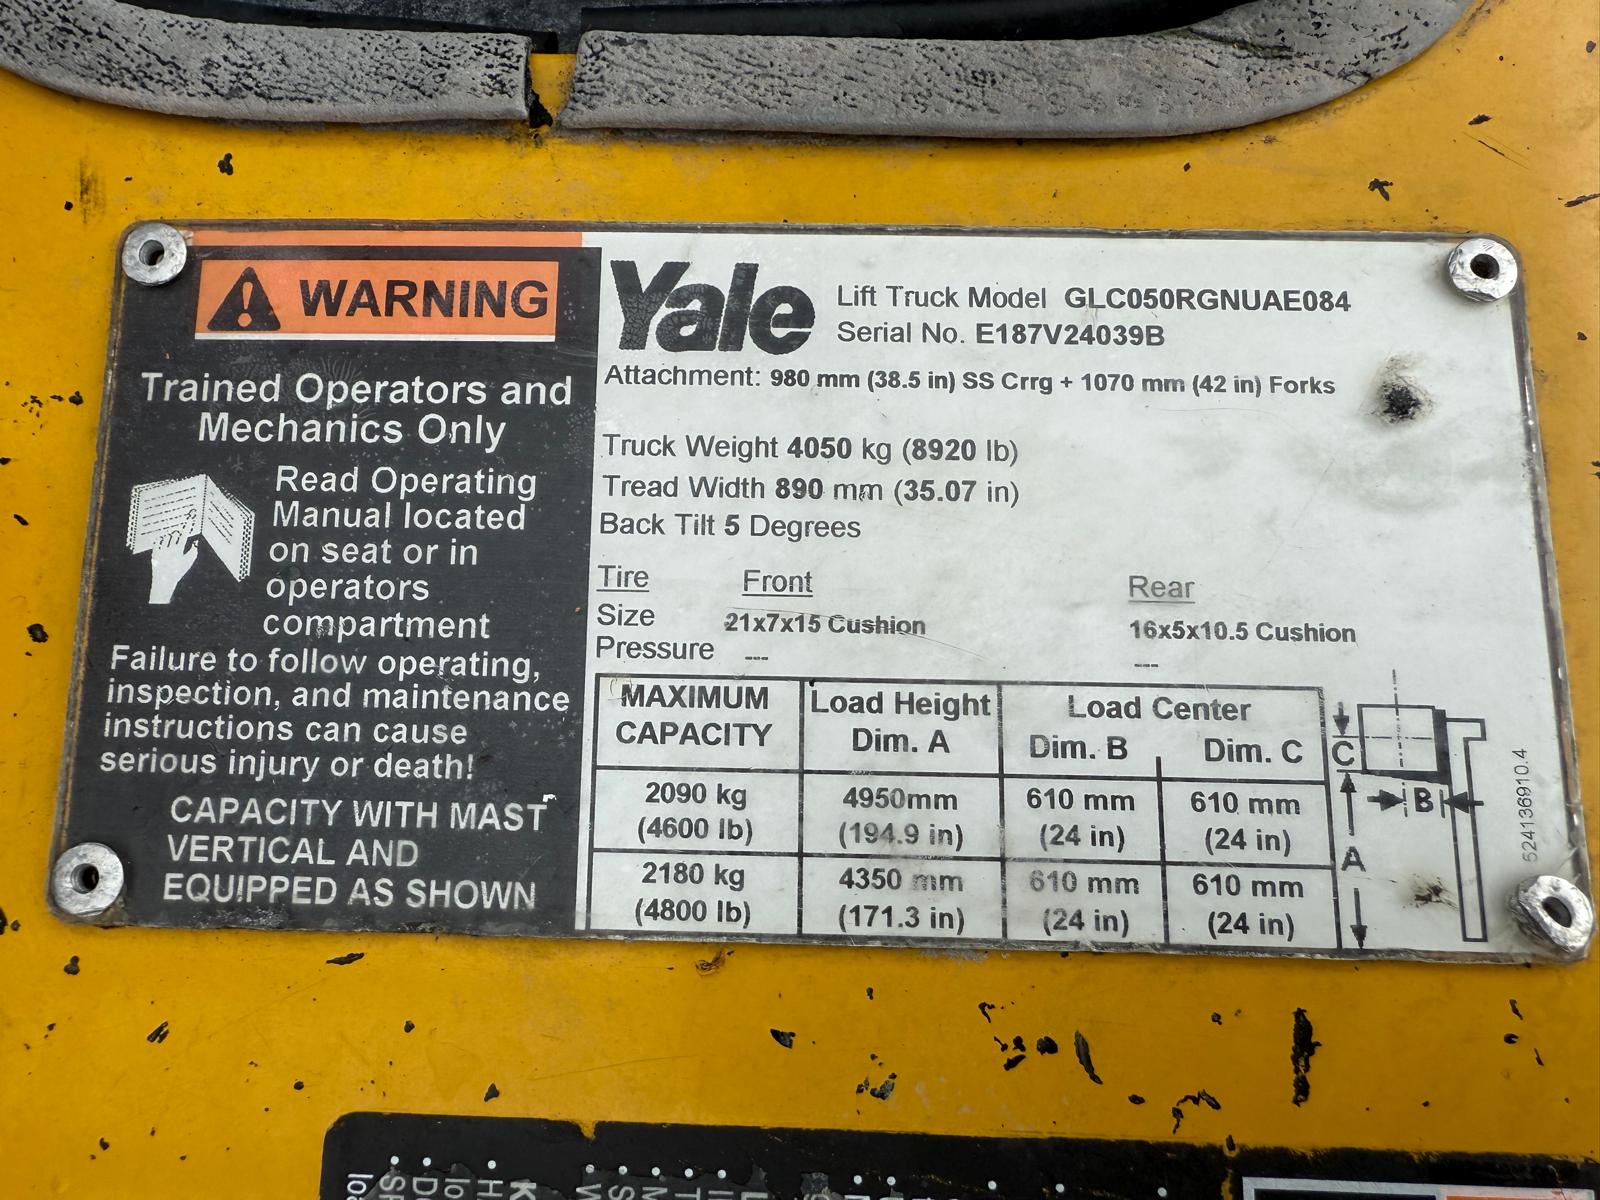 WARNING
Trained Operators and
Mechanics Only
Read Operating
Manual located
on seat or in
operators
compartment
Failure to follow operating,
inspection, and maintenance
instructions can cause
serious injury or death!
CAPACITY WITH MAST
VERTICAL AND
EQUIPPED AS SHOWN
Yale
Lift Truck Model GLC050RGNUAE084
Serial No. E187V24039B
Attachment: 980 mm (38.5 in) SS Crrg + 1070 mm (42 in) Forks
Truck Weight 4050 kg (8920 lb)
Tread Width 890 mm (35.07 in)
Back Tilt 5 Degrees
Tire Front Rear
Size 21x7x15 Cushion 16x5x10.5 Cushion
Pressure --- ---
MAXIMUM CAPACITY Load Height Dim. A Load Center
Dim. B Dim. C
2090 kg 4950mm 610 mm 610 mm
(4600 lb) (194.9 in) (24 in) (24 in)
2180 kg 4350 mm 610 mm 610 mm
(4800 lb) (171.3 in) (24 in) (24 in)
C
B
A
524136910.4